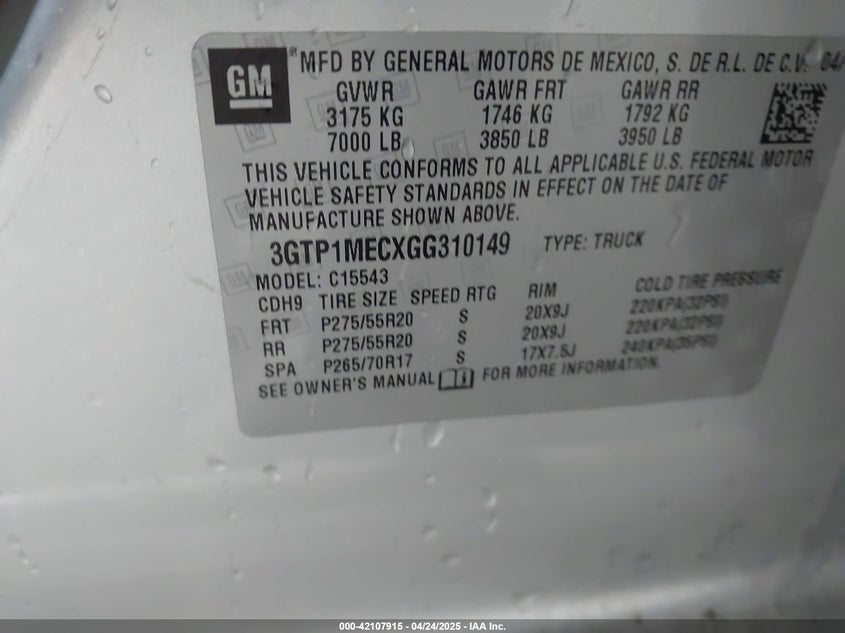 GM
® MFD BY GENERAL MOTORS DE MEXICO, S. DE R.L. DE C.V. 04/
GVWR GAWR FRT GAWR RR
3175 KG 1746 KG 1792 KG
7000 LB 3850 LB 3950 LB
THIS VEHICLE CONFORMS TO ALL APPLICABLE U.S. FEDERAL MOTOR
VEHICLE SAFETY STANDARDS IN EFFECT ON THE DATE OF
MANUFACTURE SHOWN ABOVE.
3GTP1MECXGG310149 TYPE: TRUCK
MODEL: C15543
CDH9 TIRE SIZE SPEED RTG RIM COLD TIRE PRESSURE
FRT P275/55R20 S 20X9J 220KPA(32PSI)
RR P275/55R20 S 20X9J 220KPA(32PSI)
SPA P265/70R17 S 17X7.5J 240KPA(35PSI)
SEE OWNER'S MANUAL FOR MORE INFORMATION.
000-42107915 - 04/24/2025 - IAA Inc.